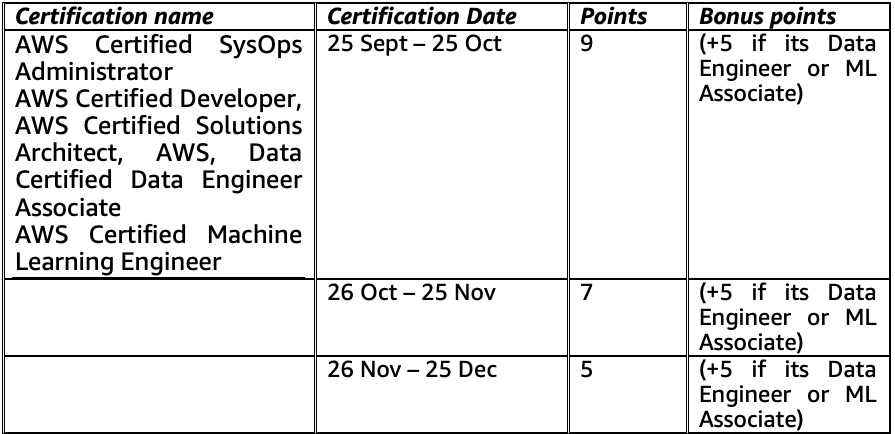 Certification name
Certification Date
Points
Bonus points
AWS Certified SysOps
Administrator
AWS Certified Developer,
AWS Certified Solutions
Architect, AWS, Data
Certified Data Engineer
Associate
AWS Certified Machine
Learning Engineer
25 Sept – 25 Oct
9
(+5 if its Data
Engineer or ML
Associate)
26 Oct – 25 Nov
7
(+5 if its Data
Engineer or ML
Associate)
26 Nov – 25 Dec
5
(+5 if its Data
Engineer or ML
Associate)